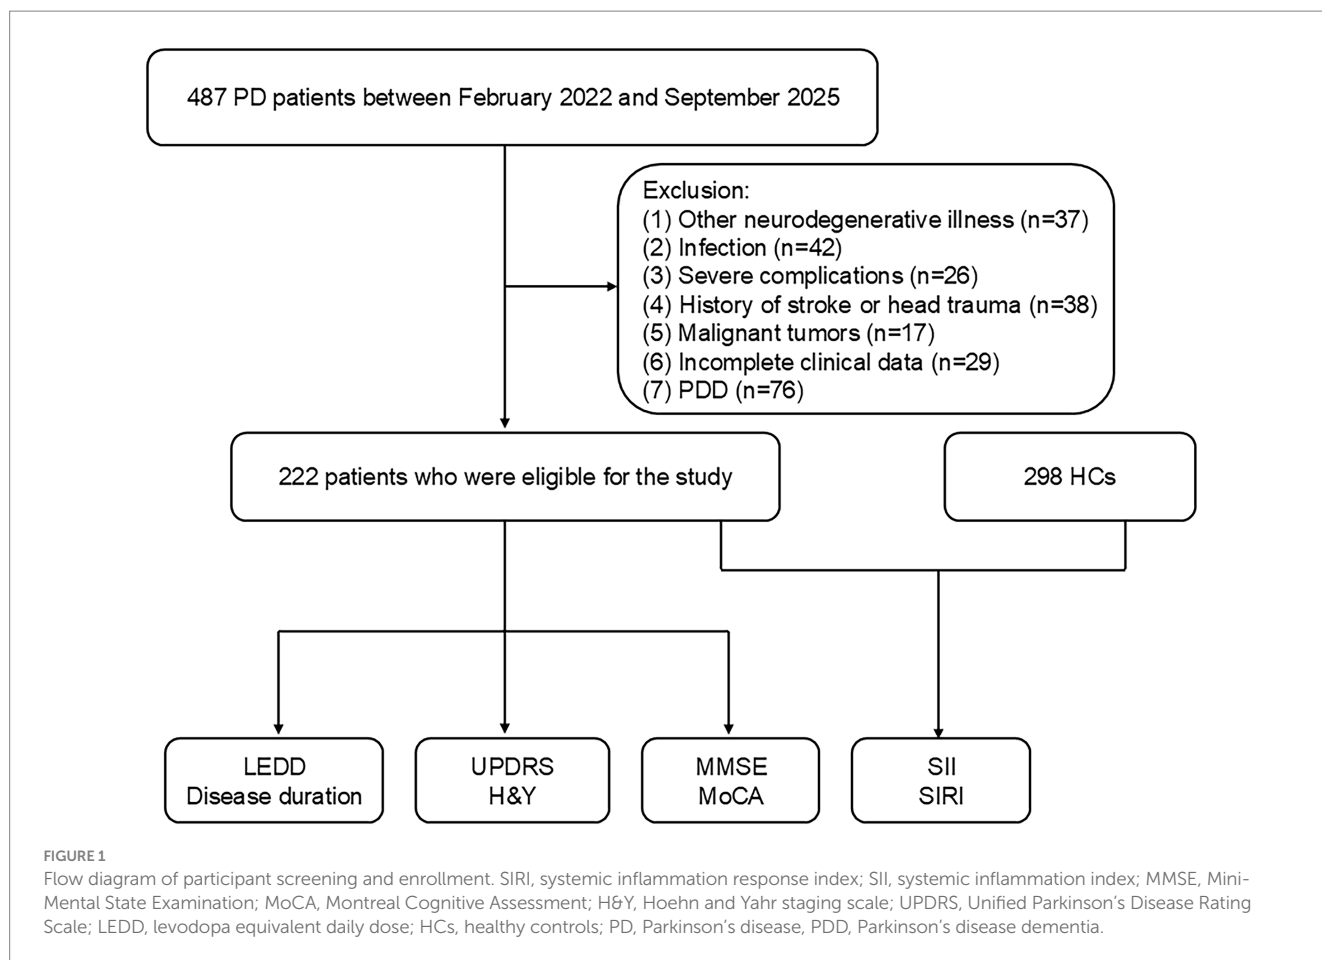 487 PD patients between February 2022 and September 2025
Exclusion:
(1) Other neurodegenerative illness (n=37)
(2) Infection (n=42)
(3) Severe complications (n=26)
(4) History of stroke or head trauma (n=38)
(5) Malignant tumors (n=17)
(6) Incomplete clinical data (n=29)
(7) PDD (n=76)
222 patients who were eligible for the study
298 HCs
LEDD
Disease duration
UPDRS
H&Y
MMSE
MoCA
SII
SIRI
FIGURE 1
Flow diagram of participant screening and enrollment. SIRI, systemic inflammation response index; SII, systemic inflammation index; MMSE, Mini-
Mental State Examination; MoCA, Montreal Cognitive Assessment; H&Y, Hoehn and Yahr staging scale; UPDRS, Unified Parkinson's Disease Rating
Scale; LEDD, levodopa equivalent daily dose; HCs, healthy controls; PD, Parkinson's disease, PDD, Parkinson's disease dementia.